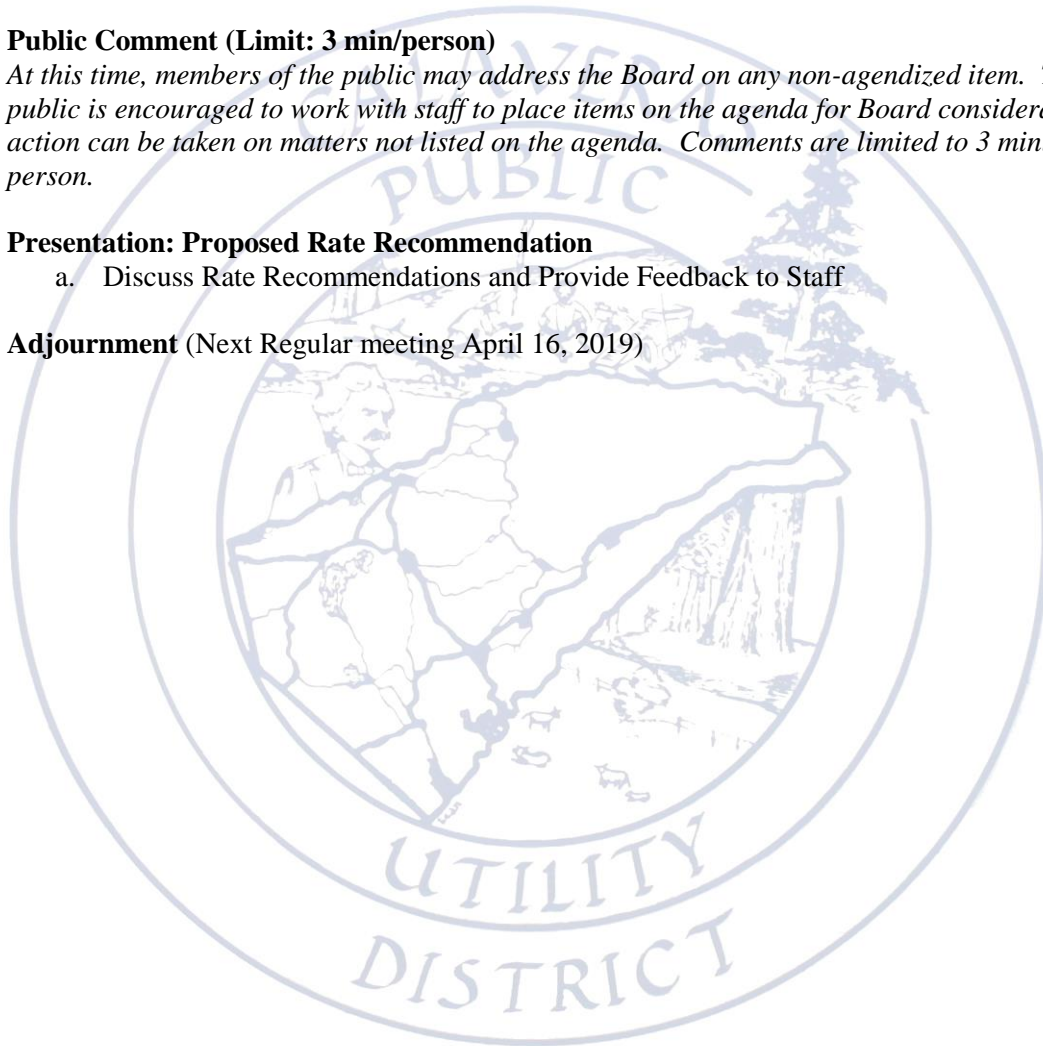 Public Comment (Limit: 3 min/person)
At this time, members of the public may address the Board on any non-agendized item.
public is encouraged to work with staff to place items on the agenda for Board
action can be taken on matters not listed on the agenda. Comments are limited to 3
person.
Presentation: Proposed Rate Recommendation
a. Discuss Rate Recommendations and Provide Feedback to Staff
Adjournment (Next Regular meeting April 16, 2019)
CALAVERAS
PUBLIC
UTILITY
DISTRICT